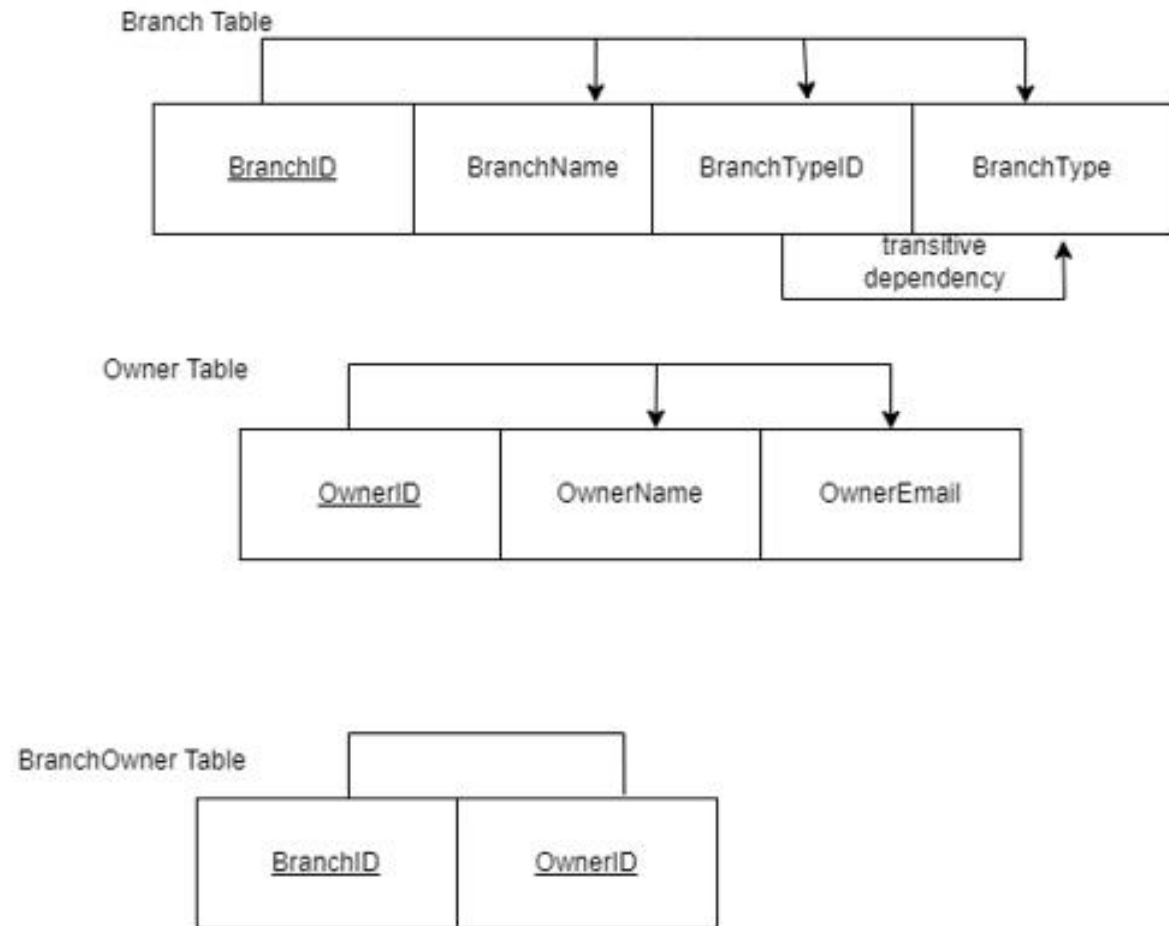 Branch Table
BranchID BranchName BranchTypeID BranchType
transitive
dependency
Owner Table
OwnerID OwnerName OwnerEmail
BranchOwner Table
BranchID OwnerID